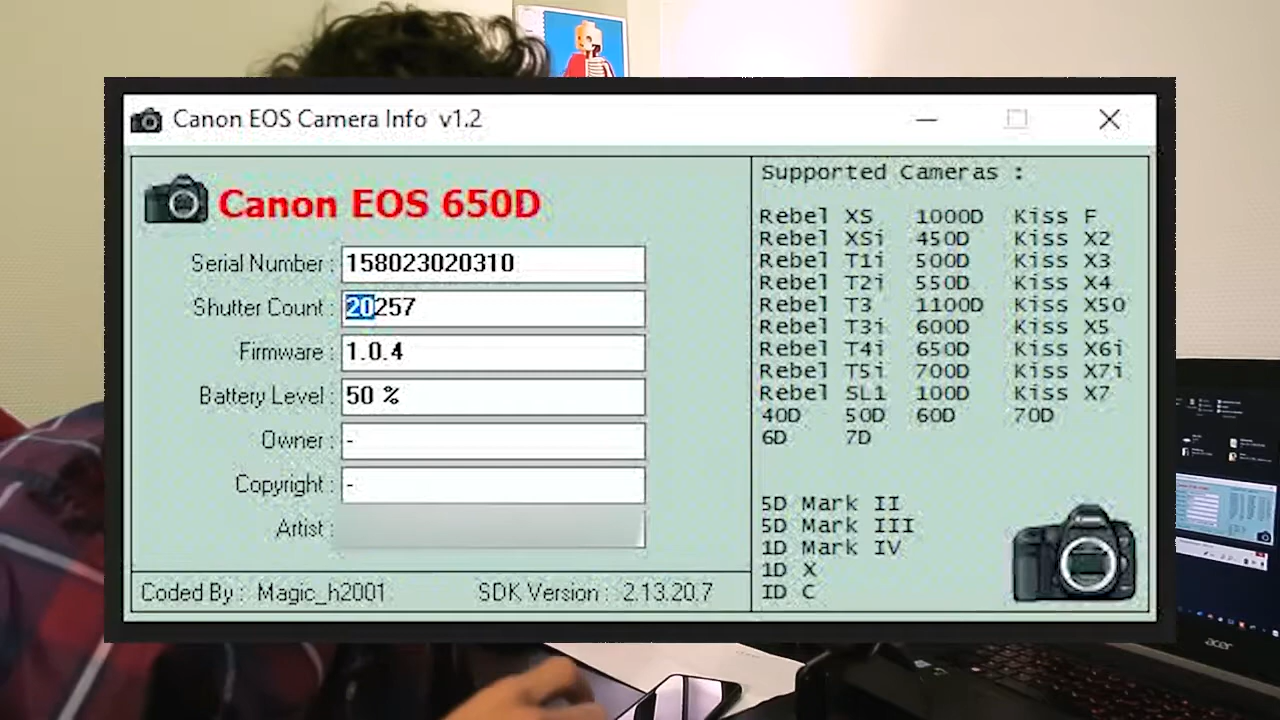 Canon EOS Camera Info v1.2
Canon EOS 650D
Serial Number : 158023020310
Shutter Count : 20257
Firmware : 1.0.4
Battery Level : 50 %
Owner : -
Copyright : -
Artist :
Coded By : Magic_h2001 SDK Version : 2.13.20.7
Supported Cameras :
Rebel XS 1000D Kiss F
Rebel XSi 450D Kiss X2
Rebel T1i 500D Kiss X3
Rebel T2i 550D Kiss X4
Rebel T3 1100D Kiss X50
Rebel T3i 600D Kiss X5
Rebel T4i 650D Kiss X6i
Rebel T5i 700D Kiss X7i
Rebel SL1 100D Kiss X7
40D 50D 60D 70D
6D 7D
5D Mark II
5D Mark III
1D Mark IV
1D X
ID C
acer